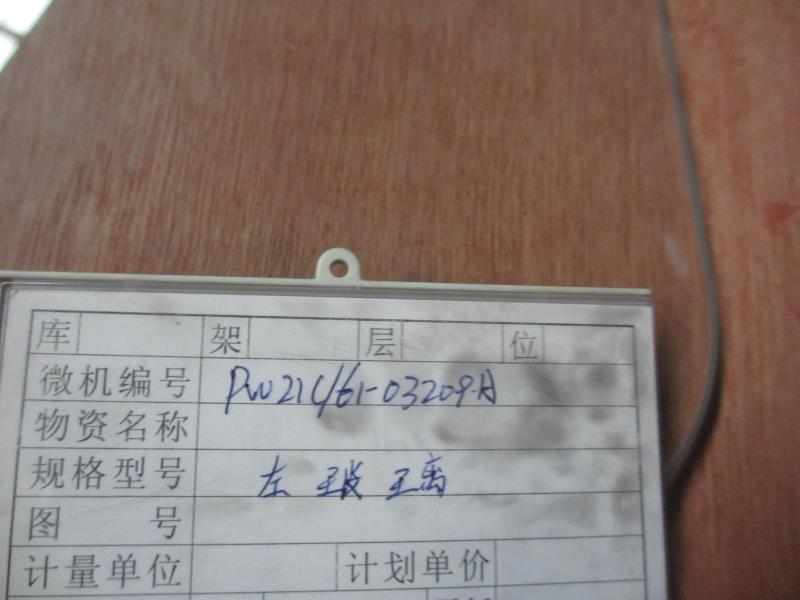 库 架 层 位
微机编号 PW21C/61-03209-A
物资名称
规格型号 左 玻 璃
图 号
计量单位 计划单价